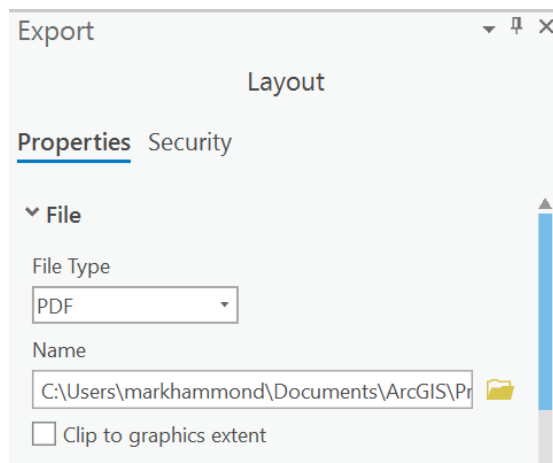 Export
Layout
Properties Security
File
File Type
PDF
Name
C:\Users\markhammond\Documents\ArcGIS\Pr
Clip to graphics extent